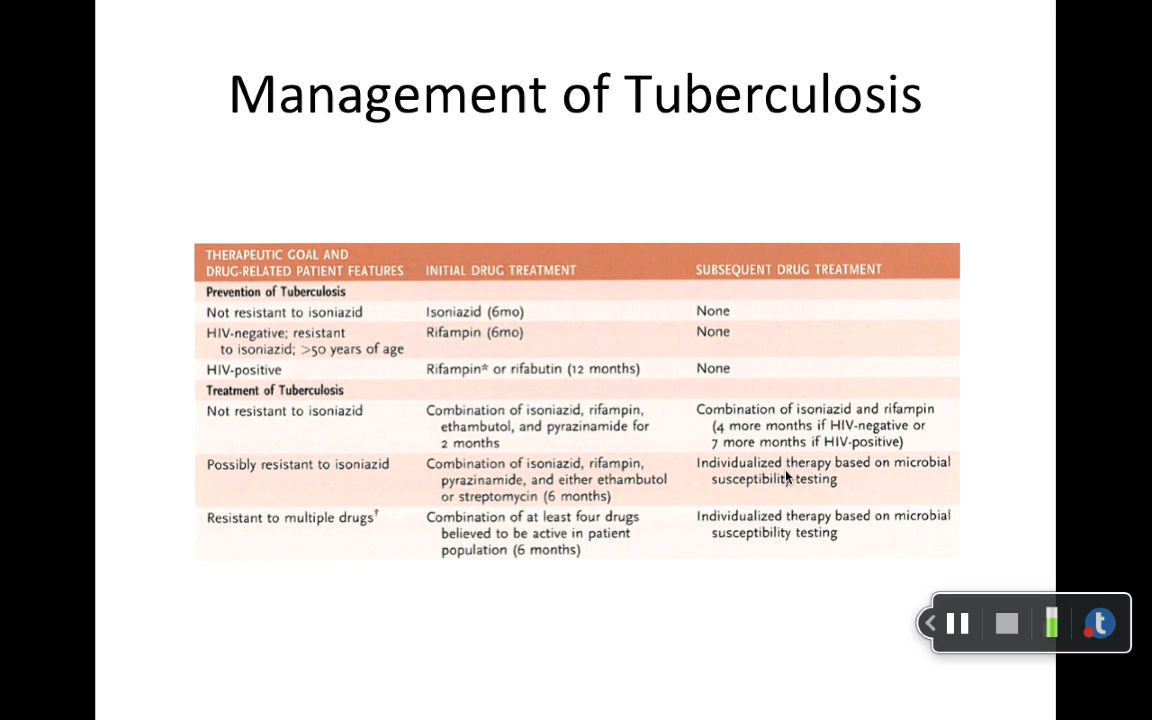 Management of Tuberculosis
THERAPEUTIC GOAL AND
DRUG-RELATED PATIENT FEATURES INITIAL DRUG TREATMENT SUBSEQUENT DRUG TREATMENT
Prevention of Tuberculosis
Not resistant to isoniazid Isoniazid (6mo) None
HIV-negative; resistant Rifampin (6mo) None
to isoniazid; >50 years of age
HIV-positive Rifampin* or rifabutin (12 months) None
Treatment of Tuberculosis
Not resistant to isoniazid Combination of isoniazid, rifampin, Combination of isoniazid and rifampin
ethambutol, and pyrazinamide for (4 more months if HIV-negative or
2 months 7 more months if HIV-positive)
Possibly resistant to isoniazid Combination of isoniazid, rifampin, Individualized therapy based on microbial
pyrazinamide, and either ethambutol susceptibility testing
or streptomycin (6 months)
Resistant to multiple drugs† Combination of at least four drugs Individualized therapy based on microbial
believed to be active in patient susceptibility testing
population (6 months)
t